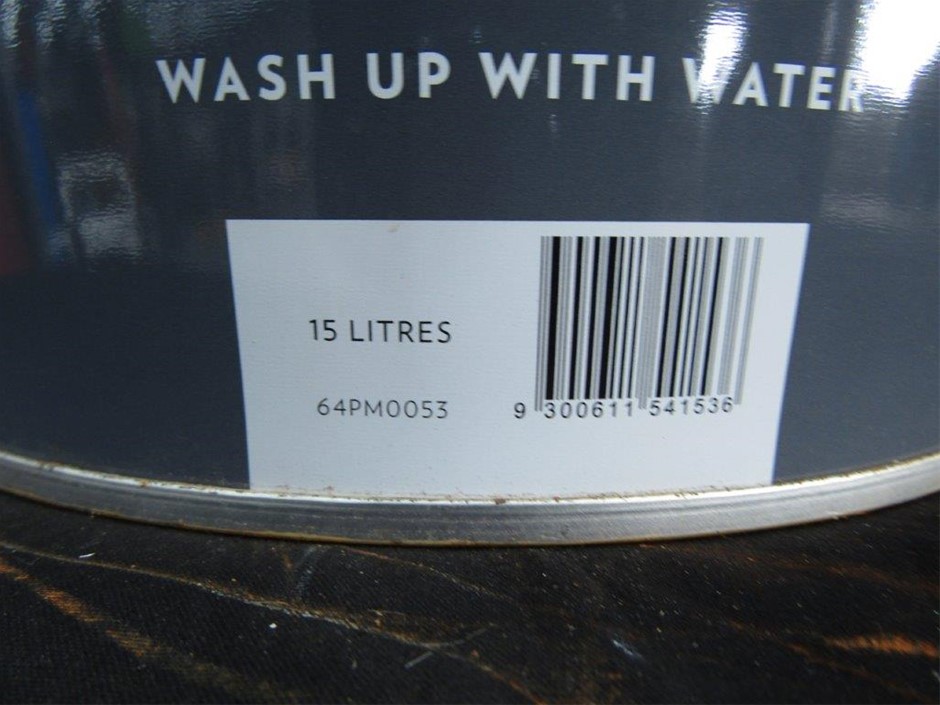 WASH UP WITH WATER
15 LITRES
64PM0053
9 300611 541536